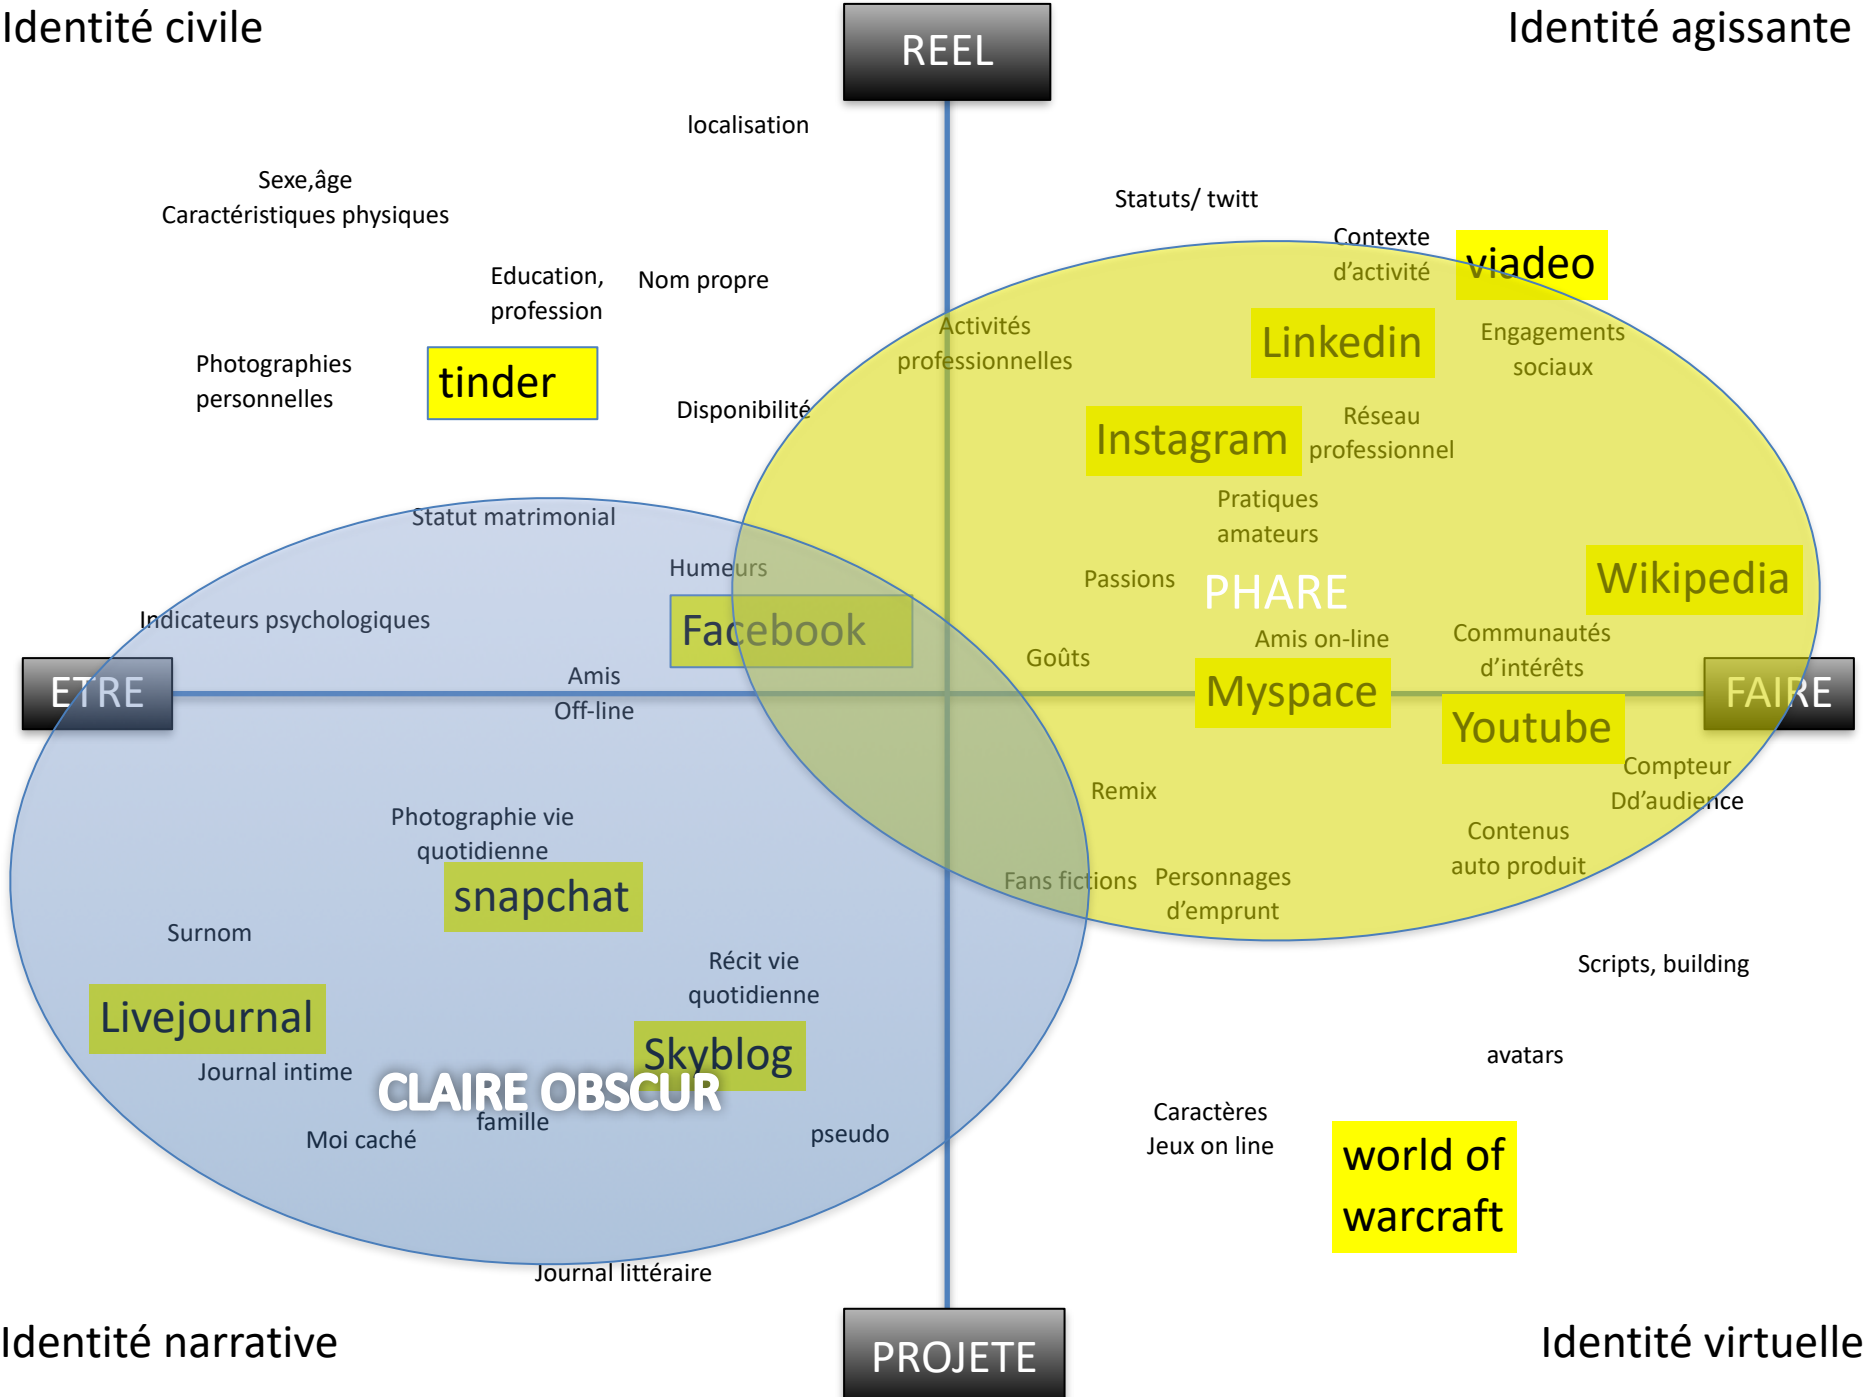 Identité civile
REEL
Identité agissante
localisation
Sexe,âge
Caractéristiques physiques
Statuts/ twitt
Contexte
d’activité
viadeo
Education,
profession
Nom propre
Activités
professionnelles
Linkedin
Engagements
sociaux
Photographies
personnelles
tinder
Disponibilité
Instagram
Réseau
professionnel
Pratiques
amateurs
Statut matrimonial
Humeurs
Passions
PHARE
Wikipedia
Indicateurs psychologiques
Facebook
Goûts
Amis on-line
Communautés
d’intérêts
ETRE
Amis
Off-line
Myspace
Youtube
FAIRE
Remix
Compteur
Dd’audience
Photographie vie
quotidienne
snapchat
Contenus
auto produit
Fans fictions
Personnages
d’emprunt
Surnom
Récit vie
quotidienne
Scripts, building
Livejournal
Skyblog
Journal intime
CLAIRE OBSCUR
famille
Moi caché
pseudo
avatars
Caractères
Jeux on line
world of
warcraft
Journal littéraire
Identité narrative
PROJETE
Identité virtuelle